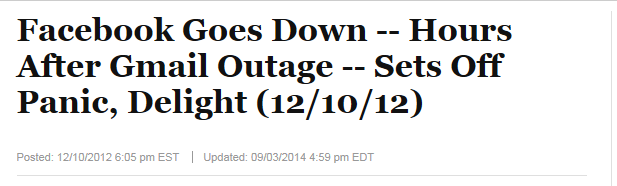 Facebook Goes Down -- Hours
After Gmail Outage -- Sets Off
Panic, Delight (12/10/12)
Posted: 12/10/2012 6:05 pm EST | Updated: 09/03/2014 4:59 pm EDT